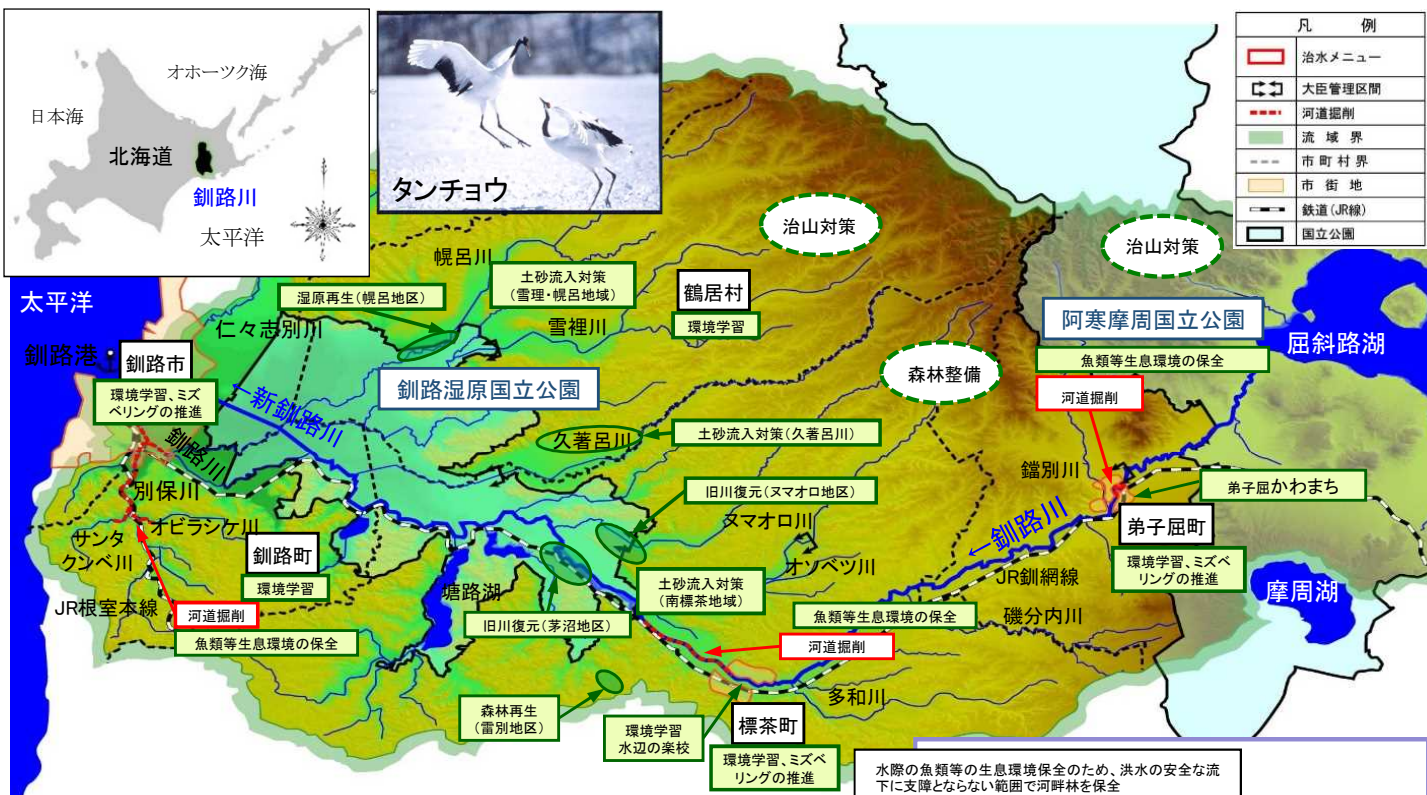 オホーツク海
日本海
北海道
釧路川
太平洋
タンチョウ
凡　例
治水メニュー
大臣管理区間
河道掘削
流域界
市町村界
市街地
鉄道(JR線)
国立公園
治山対策
治山対策
幌呂川
土砂流入対策
(雪理・幌呂地域)
湿原再生(幌呂地区)
鶴居村
環境学習
雪裡川
太平洋
仁々志別川
阿寒摩周国立公園
屈斜路湖
釧路港
釧路市
環境学習、ミズ
ベリングの推進
釧路湿原国立公園
森林整備
魚類等生息環境の保全
河道掘削
←新釧路川
久著呂川
土砂流入対策(久著呂川)
釧路川
鐺別川
弟子屈かわまち
別保川
旧川復元(ヌマオロ地区)
ヌマオロ川
←釧路川
弟子屈町
環境学習、ミズベ
リングの推進
オビラシケ川
サンタ
クンベ川
釧路町
環境学習
オソベツ川
JR釧網線
摩周湖
塘路湖
土砂流入対策
(南標茶地域)
JR根室本線
河道掘削
魚類等生息環境の保全
旧川復元(茅沼地区)
魚類等生息環境の保全
磯分内川
河道掘削
多和川
森林再生
(雷別地区)
環境学習
水辺の楽校
標茶町
環境学習、ミズベ
リングの推進
水際の魚類等の生息環境保全のため、洪水の安全な流
下に支障とならない範囲で河畔林を保全